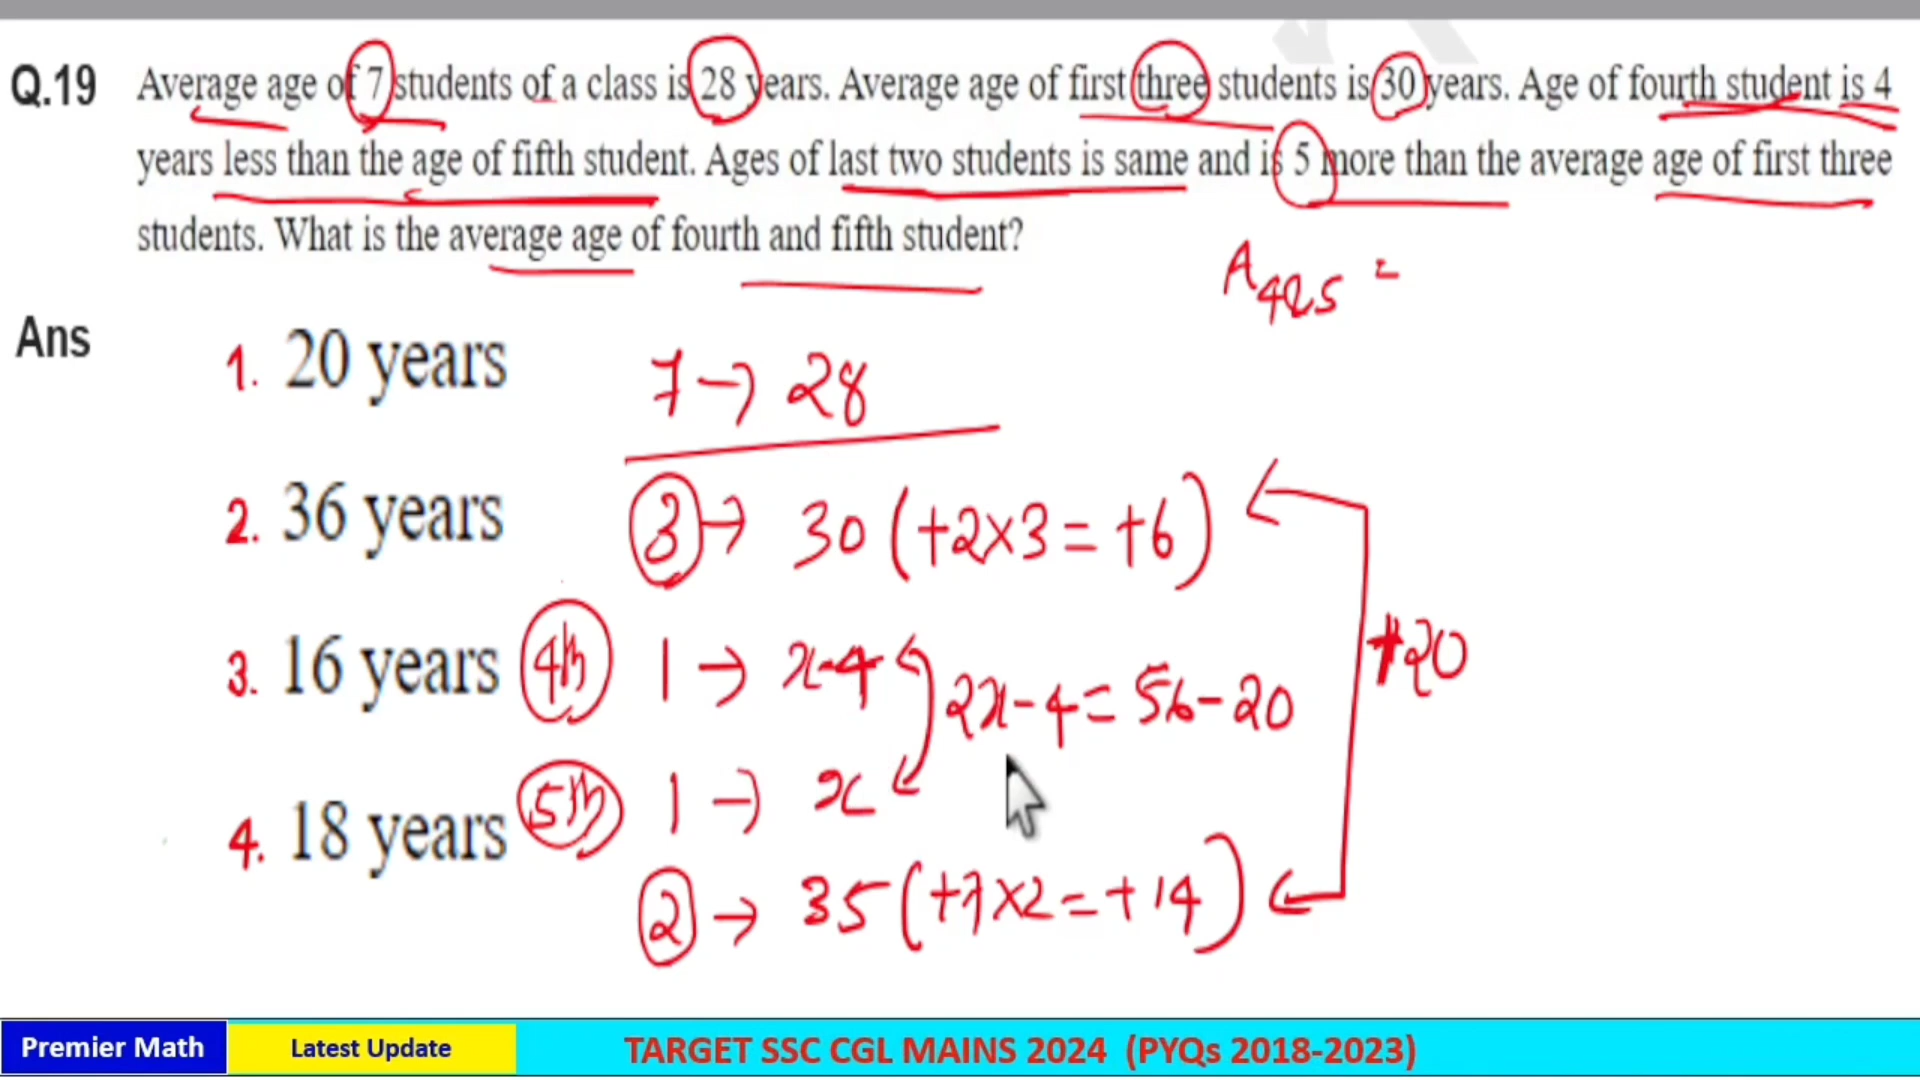 Q.19 Average age of 7 students of a class is 28 years. Average age of first three students is 30 years. Age of fourth student is 4
years less than the age of fifth student. Ages of last two students is same and is 5 more than the average age of first three
students. What is the average age of fourth and fifth student?
A4&5 =
Ans
1. 20 years
7 → 28
2. 36 years
3 → 30 (+2×3 = +6)
3. 16 years
4th 1 → x-4
2x-4 = 56-20
+20
4. 18 years
5th 1 → x
2 → 35 (+7×2 = +14)
Premier Math
Latest Update
TARGET SSC CGL MAINS 2024 (PYQs 2018-2023)